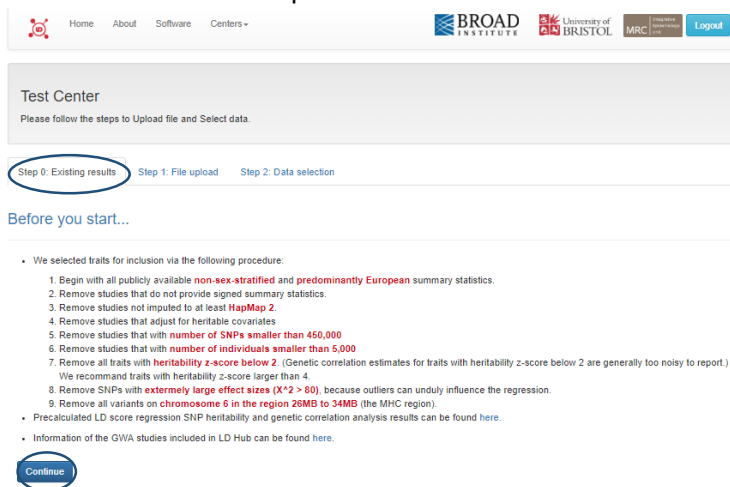 Home About Software Centers
BROAD INSTITUTE
University of BRISTOL
MRC
Logout
Test Center
Please follow the steps to Upload file and Select data.
Step 0: Existing results Step 1: File upload Step 2: Data selection
Before you start...
• We selected traits for inclusion via the following procedure:
1. Begin with all publicly available non-sex-stratified and predominantly European summary statistics.
2. Remove studies that do not provide signed summary statistics.
3. Remove studies not imputed to at least HapMap 2.
4. Remove studies that adjust for heritable covariates
5. Remove studies that with number of SNPs smaller than 450,000
6. Remove studies that with number of individuals smaller than 5,000
7. Remove all traits with heritability z-score below 2. (Genetic correlation estimates for traits with heritability z-score below 2 are generally too noisy to report.)
We recommand traits with heritability z-score larger than 4.
8. Remove SNPs with extermely large effect sizes (X^2 > 80), because outliers can unduly influence the regression.
9. Remove all variants on chromosome 6 in the region 26MB to 34MB (the MHC region).
• Precalculated LD score regression SNP heritability and genetic correlation analysis results can be found here.
• Information of the GWA studies included in LD Hub can be found here.
Continue